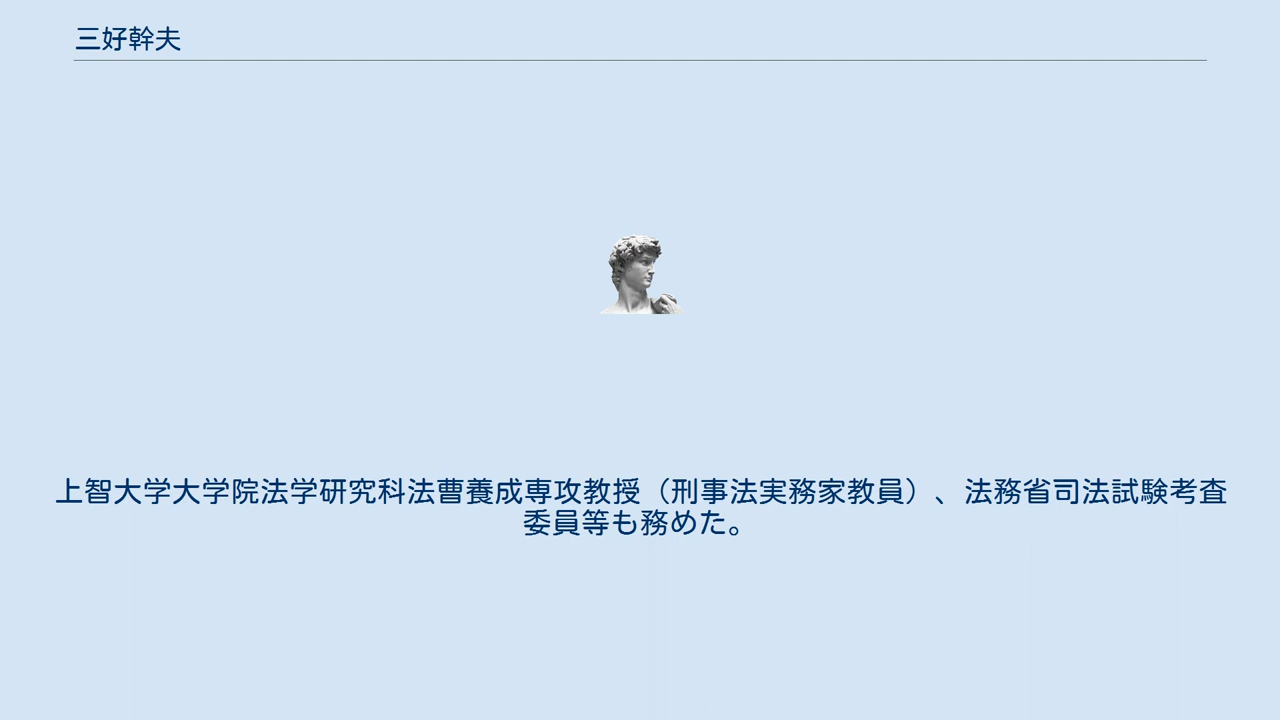 三好幹夫
上智大学大学院法学研究科法曹養成専攻教授（刑事法実務家教員）、法務省司法試験考査
委員等も務めた。